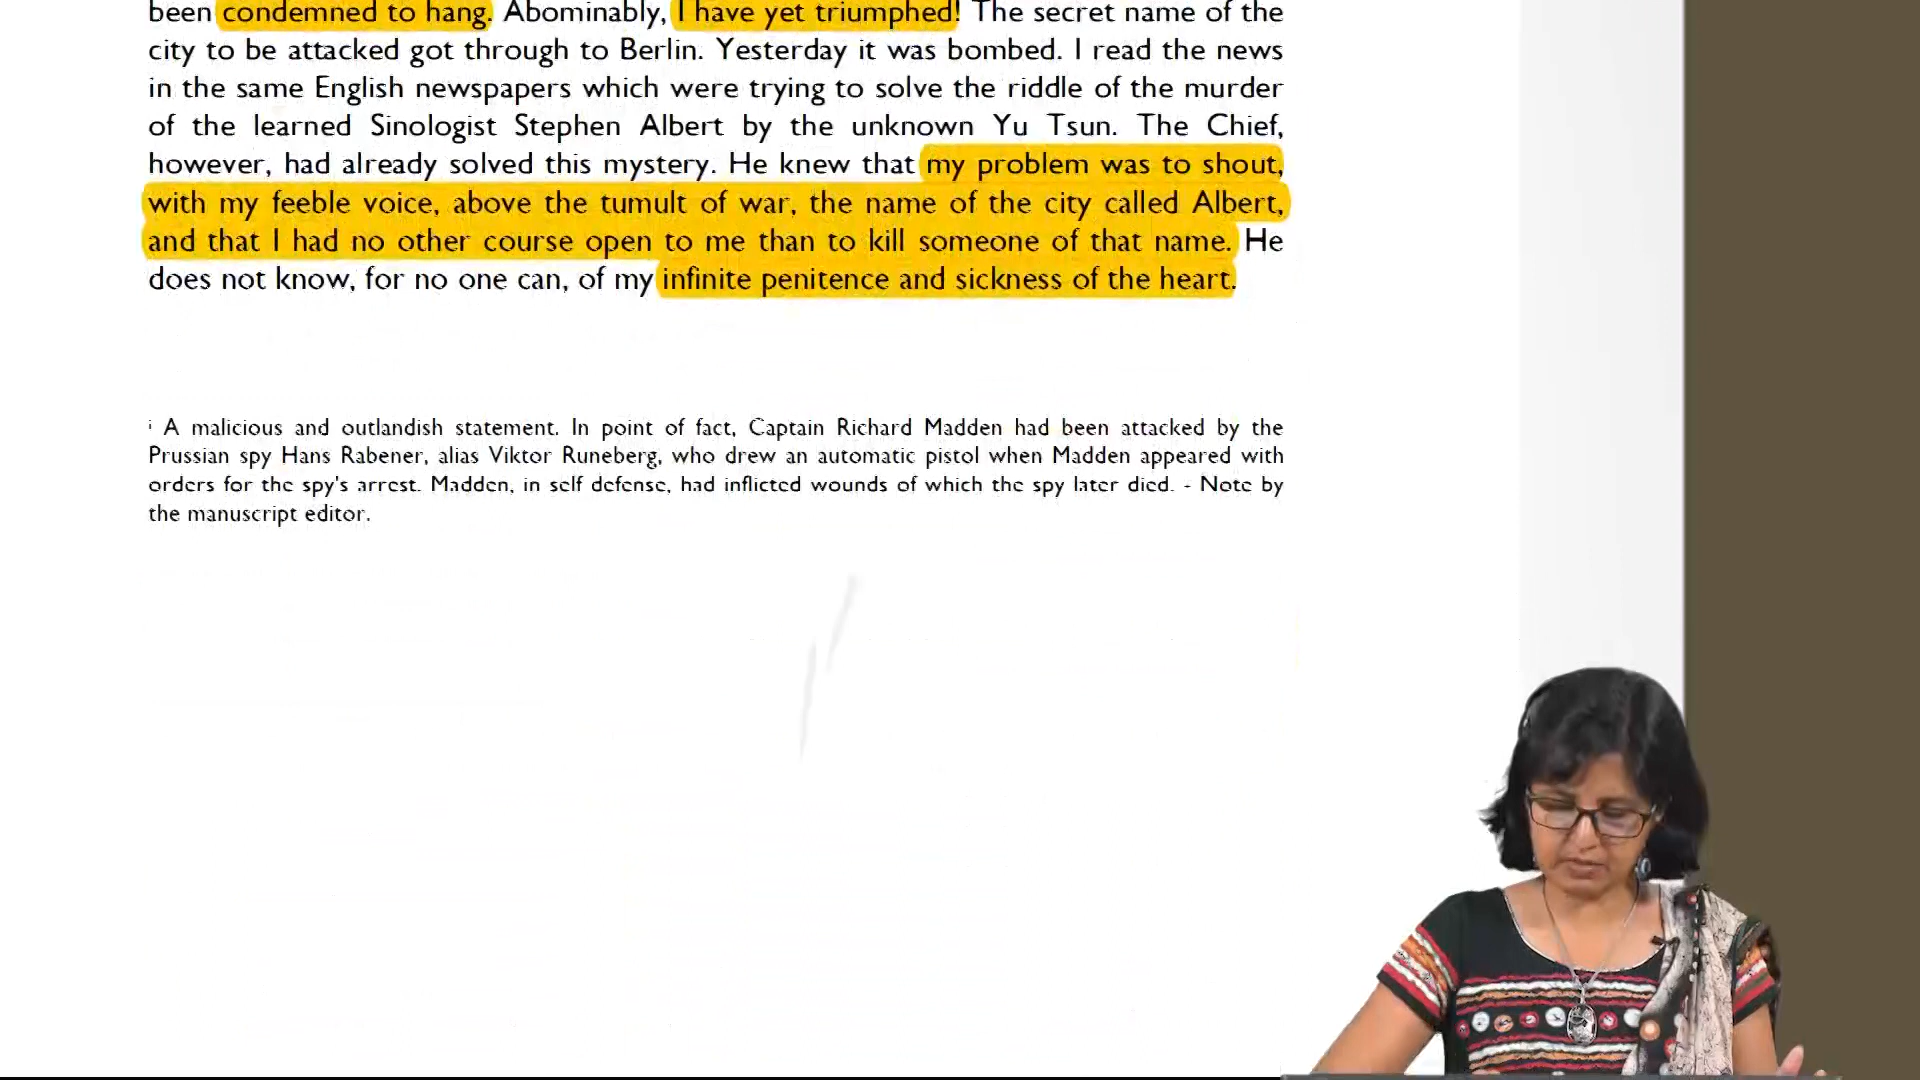 been condemned to hang. Abominably, I have yet triumphed! The secret name of the
city to be attacked got through to Berlin. Yesterday it was bombed. I read the news
in the same English newspapers which were trying to solve the riddle of the murder
of the learned Sinologist Stephen Albert by the unknown Yu Tsun. The Chief,
however, had already solved this mystery. He knew that my problem was to shout,
with my feeble voice, above the tumult of war, the name of the city called Albert,
and that I had no other course open to me than to kill someone of that name. He
does not know, for no one can, of my infinite penitence and sickness of the heart.
i A malicious and outlandish statement. In point of fact, Captain Richard Madden had been attacked by the
Prussian spy Hans Rabener, alias Viktor Runeberg, who drew an automatic pistol when Madden appeared with
orders for the spy's arrest. Madden, in self defense, had inflicted wounds of which the spy later died. - Note by
the manuscript editor.